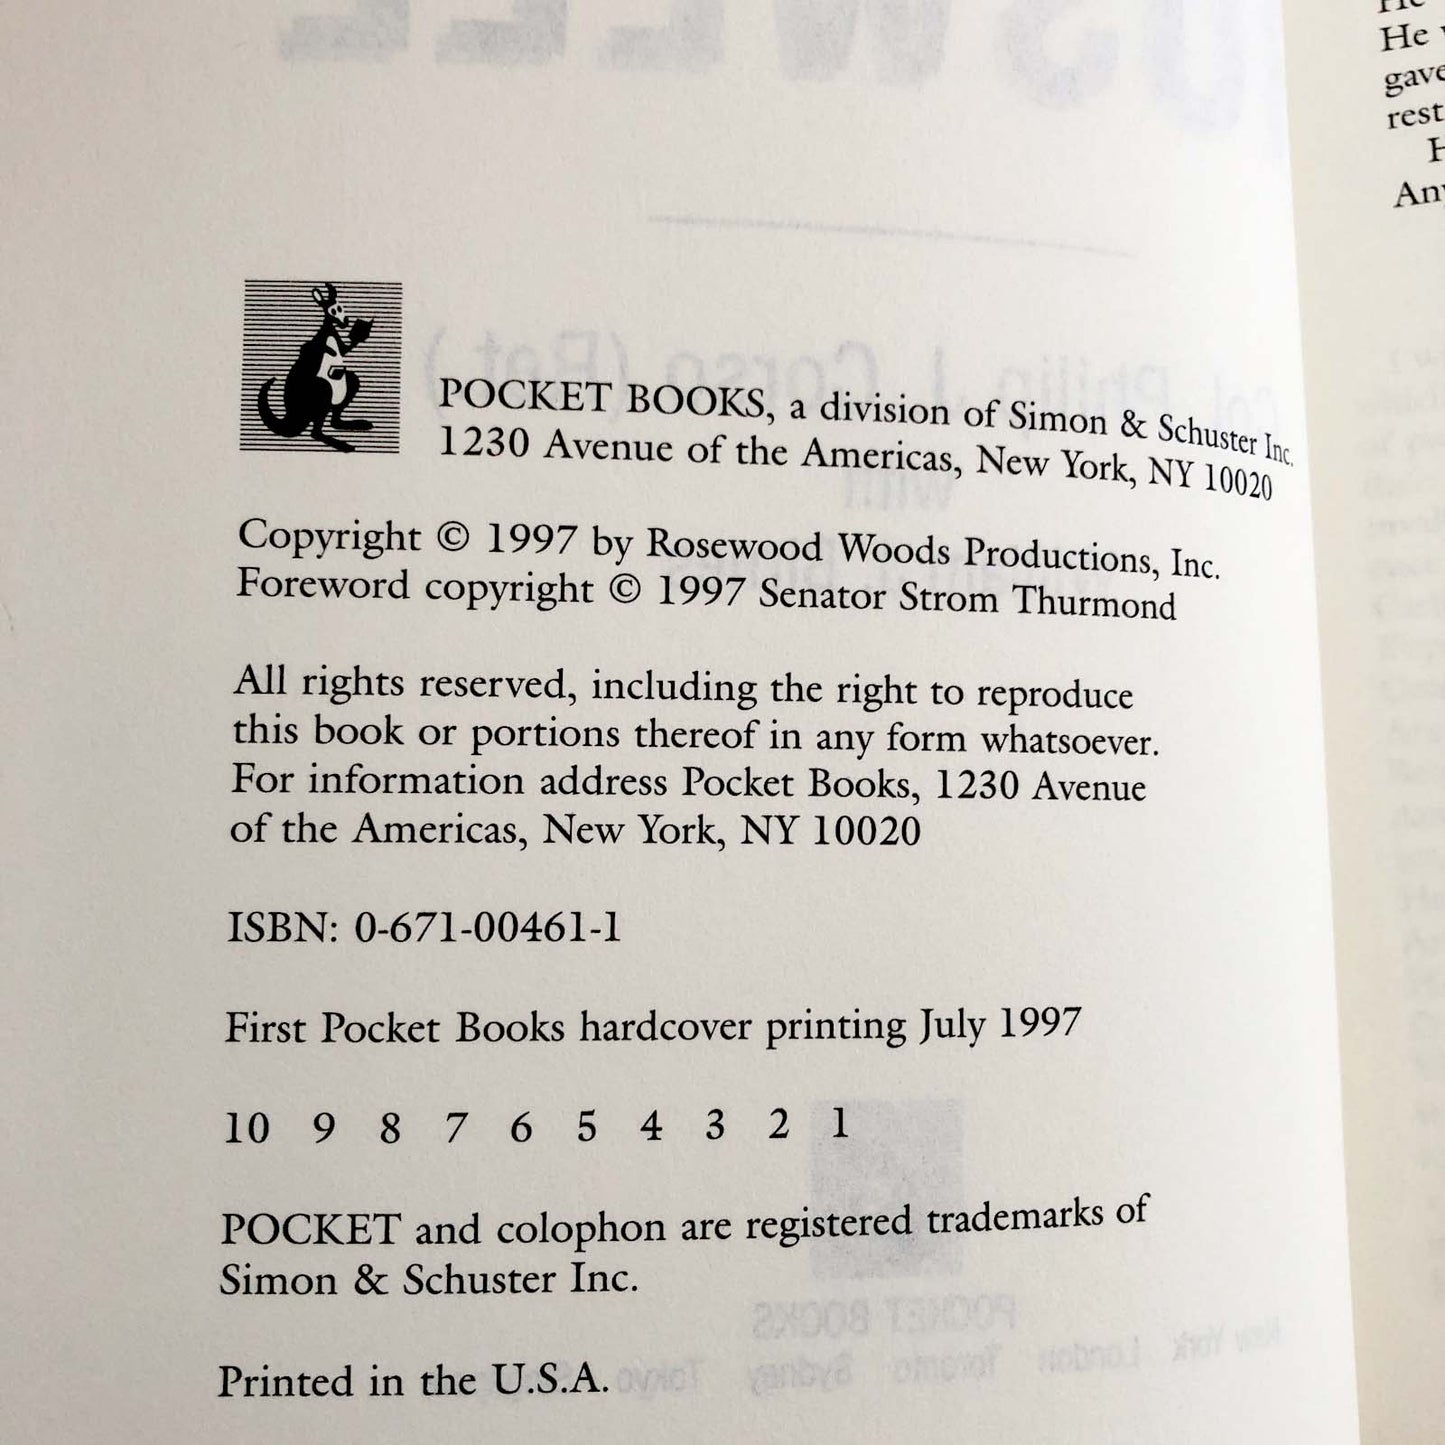 POCKET BOOKS, a division of Simon & Schuster Inc.
1230 Avenue of the Americas, New York, NY 10020
Copyright © 1997 by Rosewood Woods Productions, Inc.
Foreword copyright © 1997 Senator Strom Thurmond
All rights reserved, including the right to reproduce
this book or portions thereof in any form whatsoever.
For information address Pocket Books, 1230 Avenue
of the Americas, New York, NY 10020
ISBN: 0-671-00461-1
First Pocket Books hardcover printing July 1997
10 9 8 7 6 5 4 3 2 1
POCKET and colophon are registered trademarks of
Simon & Schuster Inc.
Printed in the U.S.A.
He
gave
rest